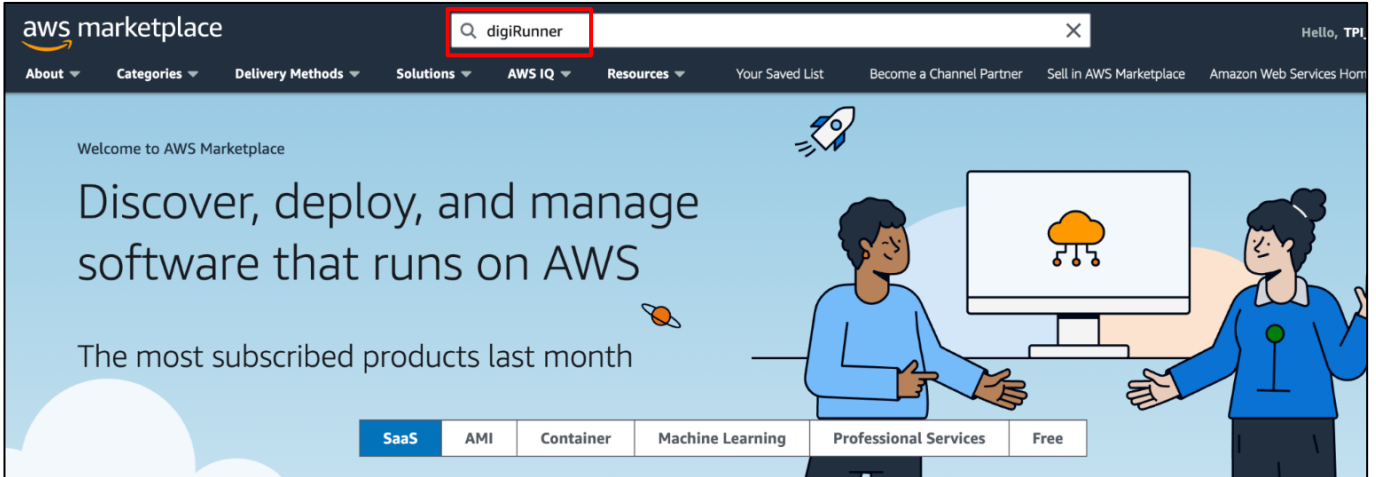 aws marketplace
digiRunner
Hello, TPI_
About Categories Delivery Methods Solutions AWS IQ Resources Your Saved List Become a Channel Partner Sell in AWS Marketplace Amazon Web Services Hom
Welcome to AWS Marketplace
Discover, deploy, and manage
software that runs on AWS
The most subscribed products last month
SaaS AMI Container Machine Learning Professional Services Free